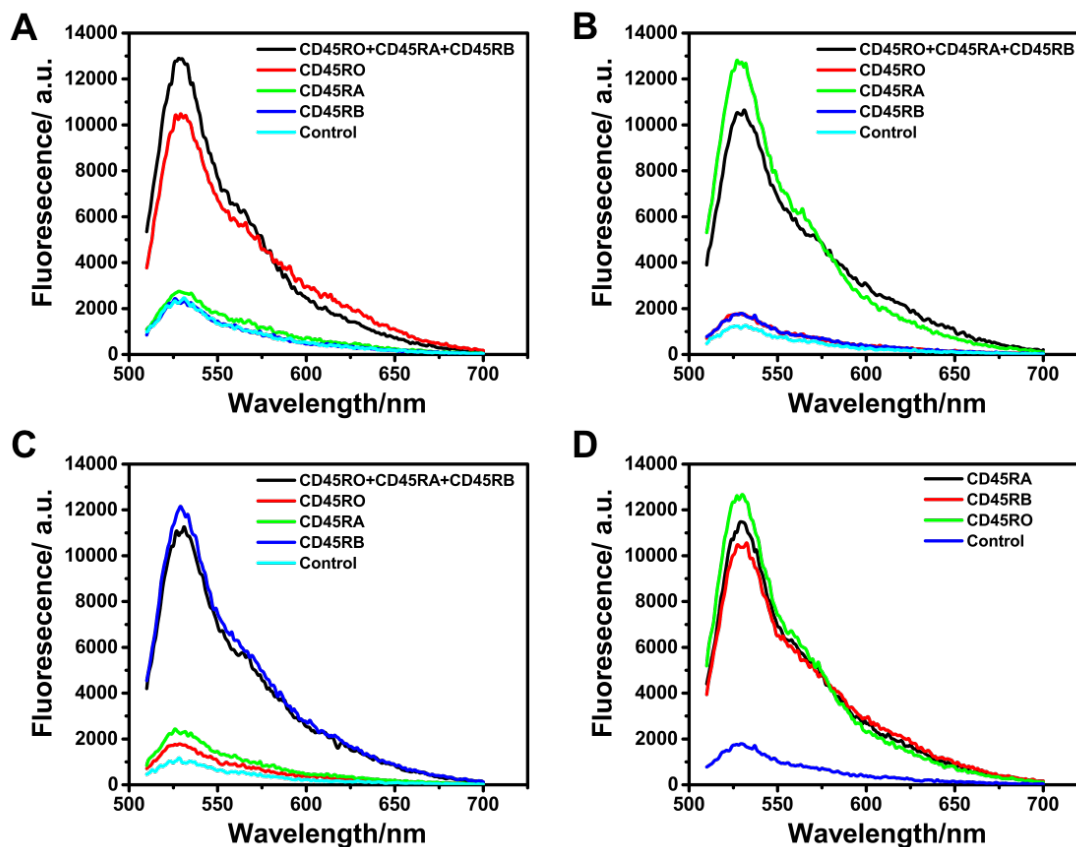 A
Fluoresecence/ a.u.
14000
12000
10000
8000
6000
4000
2000
0
CD45RO+CD45RA+CD45RB
CD45RO
CD45RA
CD45RB
Control
500 550 600 650 700
Wavelength/nm
B
Fluoresecence/ a.u.
14000
12000
10000
8000
6000
4000
2000
0
CD45RO+CD45RA+CD45RB
CD45RO
CD45RA
CD45RB
Control
500 550 600 650 700
Wavelength/nm
C
Fluoresecence/ a.u.
14000
12000
10000
8000
6000
4000
2000
0
CD45RO+CD45RA+CD45RB
CD45RO
CD45RA
CD45RB
Control
500 550 600 650 700
Wavelength/nm
D
Fluoresecence/ a.u.
14000
12000
10000
8000
6000
4000
2000
0
CD45RA
CD45RB
CD45RO
Control
500 550 600 650 700
Wavelength/nm